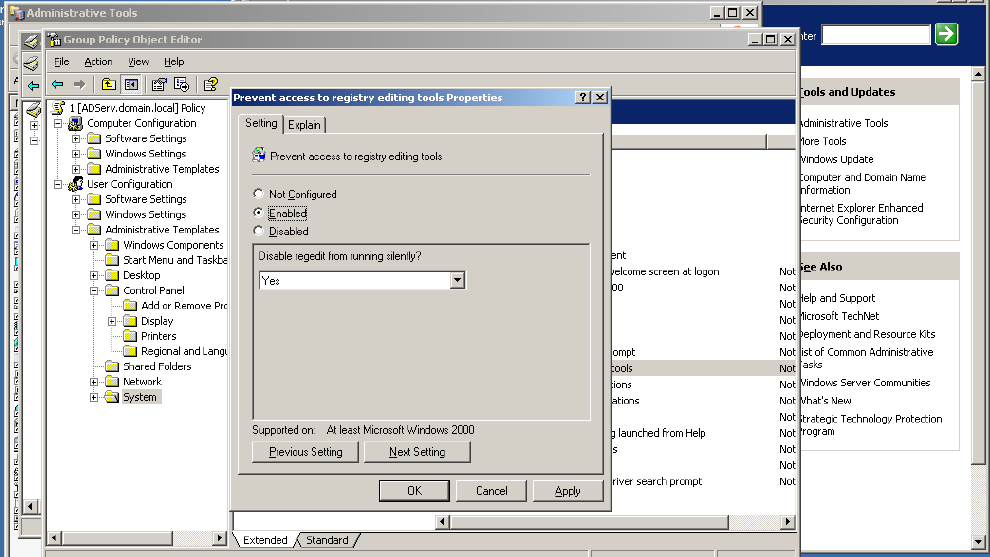 Administrative Tools
Group Policy Object Editor
File Action View Help
1 [ADServ.domain.local] Policy
Computer Configuration
Software Settings
Windows Settings
Administrative Templates
User Configuration
Software Settings
Windows Settings
Administrative Templates
Windows Components
Start Menu and Taskba
Desktop
Control Panel
Add or Remove Pro
Display
Printers
Regional and Langu
Shared Folders
Network
System
Prevent access to registry editing tools Properties
Setting
Explain
Prevent access to registry editing tools
Not Configured
Enabled
Disabled
Disable regedit from running silently?
Yes
Supported on: At least Microsoft Windows 2000
Previous Setting
Next Setting
OK
Cancel
Apply
ent
elcome screen at logon Not
00 Not
Not
Not
Not
ompt Not
tools Not
tions Not
ations Not
Not
g launched from Help Not
s Not
Not
river search prompt Not
Extended
Standard
nter
Tools and Updates
Administrative Tools
More Tools
Windows Update
Computer and Domain Name
Information
Internet Explorer Enhanced
Security Configuration
See Also
Help and Support
Microsoft TechNet
Deployment and Resource Kits
List of Common Administrative
Tasks
Windows Server Communities
What's New
Strategic Technology Protection
Program